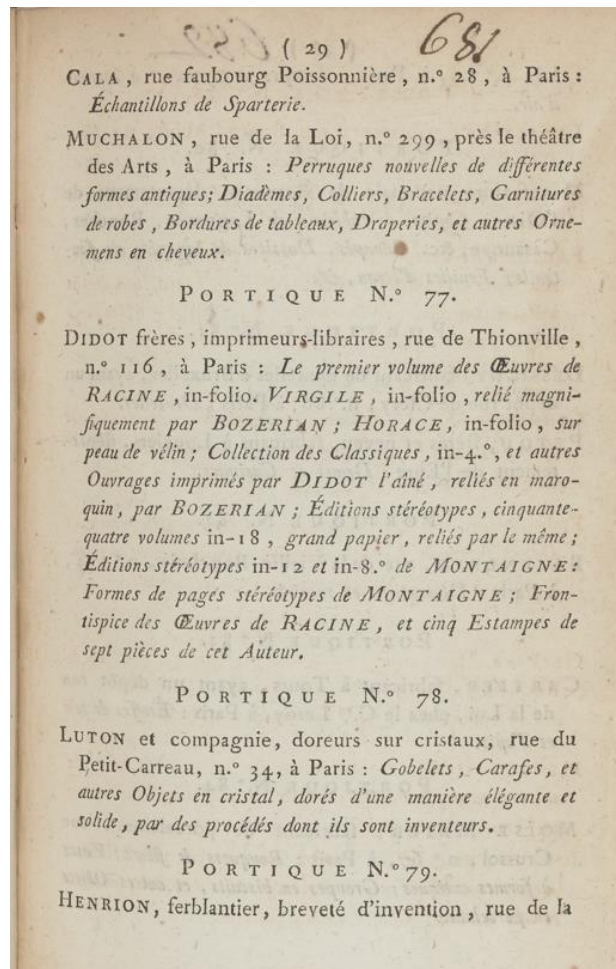 ( 29 ) 681
CALA , rue faubourg Poissonnière , n.º 28 , à Paris :
Échantillons de Sparterie.
MUCHALON , rue de la Loi, n.º 299 , près le théâtre
des Arts , à Paris : Perruques nouvelles de différentes
formes antiques; Diadèmes, Colliers, Bracelets, Garnitures
de robes , Bordures de tableaux, Draperies, et autres Orne-
mens en cheveux.
PORTIQUE N.º 77.
DIDOT frères , imprimeurs-libraires , rue de Thionville ,
n.º 116 , à Paris : Le premier volume des Œuvres de
RACINE , in-folio. VIRGILE , in-folio , relié magni-
fiquement par BOZERIAN ; HORACE, in-folio , sur
peau de vélin ; Collection des Classiques , in-4.º, et autres
Ouvrages imprimés par DIDOT l'aîné , reliés en maro-
quin , par BOZERIAN ; Éditions stéréotypes , cinquante-
quatre volumes in-18 , grand papier , reliés par le même ;
Éditions stéréotypes in-12 et in-8.º de MONTAIGNE :
Formes de pages stéréotypes de MONTAIGNE ; Fron-
tispice des Œuvres de RACINE , et cinq Estampes de
sept pièces de cet Auteur.
PORTIQUE N.º 78.
LUTON et compagnie, doreurs sur cristaux, rue du
Petit-Carreau, n.º 34, à Paris : Gobelets , Carafes , et
autres Objets en cristal, dorés d'une manière élégante et
solide, par des procédés dont ils sont inventeurs.
PORTIQUE N.º 79.
HENRION, ferblantier, breveté d'invention , rue de la